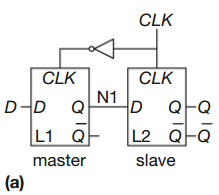 CLK
CLK CLK
D D Q N1 D Q Q
L1 Q̅ L2 Q̅ Q̅
master slave
(a)